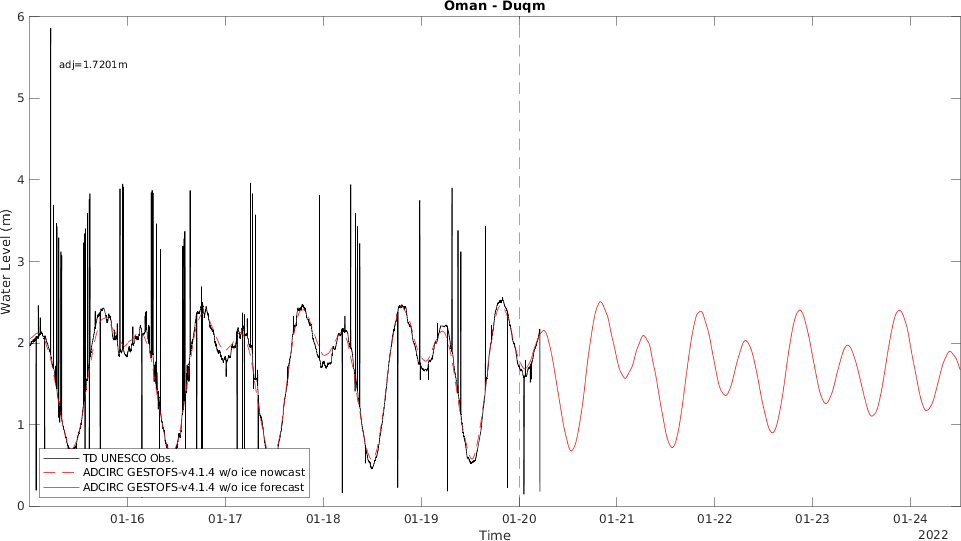 Oman - Duqm
6
adj=1.7201m
5
4
3
2
1
0
Water Level (m)
TD UNESCO Obs.
ADCIRC GESTOFS-v4.1.4 w/o ice nowcast
ADCIRC GESTOFS-v4.1.4 w/o ice forecast
01-16 01-17 01-18 01-19 01-20 01-21 01-22 01-23 01-24
Time
2022